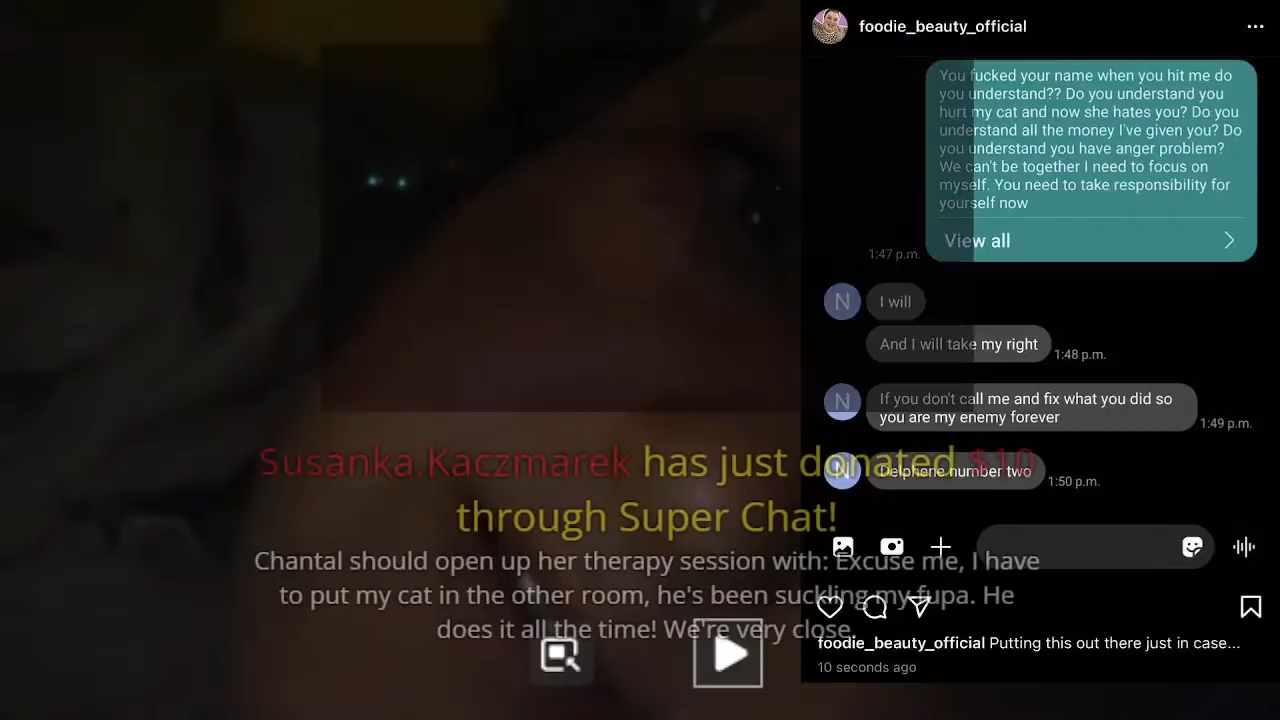 foodie_beauty_official
You fucked your name when you hit me do
you understand?? Do you understand you
hurt my cat and now she hates you? Do you
understand all the money I've given you? Do
you understand you have anger problem?
We can't be together I need to focus on
myself. You need to take responsibility for
yourself now
View all
1:47 p.m.
N
I will
And I will take my right
1:48 p.m.
N
If you don't call me and fix what you did so
you are my enemy forever
1:49 p.m.
N
Delphene number two
1:50 p.m.
Susanka.Kaczmarek has just donated $10
through Super Chat!
Chantal should open up her therapy session with: Excuse me, I have
to put my cat in the other room, he's been suckling my fupa. He
does it all the time! We're very close.
foodie_beauty_official Putting this out there just in case...
10 seconds ago